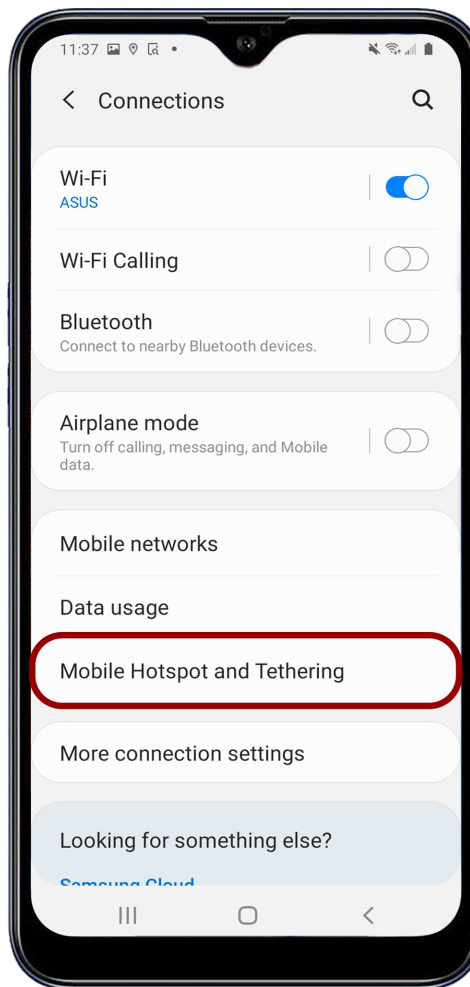 11:37
Connections
Wi-Fi
ASUS
Wi-Fi Calling
Bluetooth
Connect to nearby Bluetooth devices.
Airplane mode
Turn off calling, messaging, and Mobile
data.
Mobile networks
Data usage
Mobile Hotspot and Tethering
More connection settings
Looking for something else?
Samsung Cloud